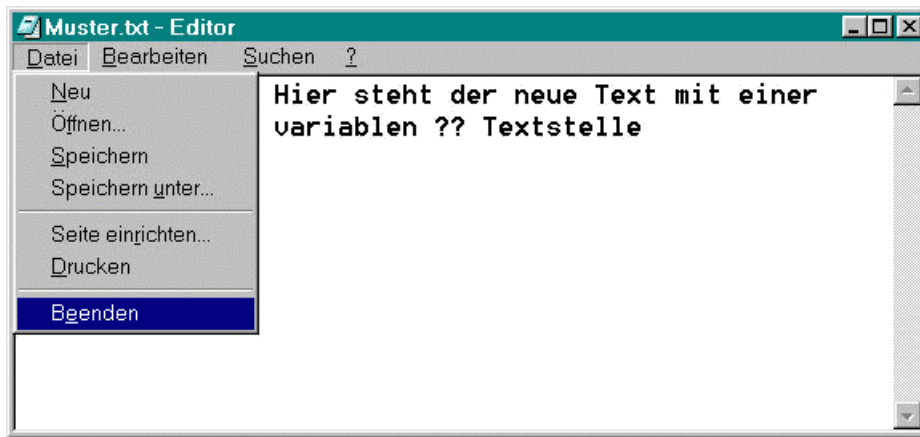 Muster.txt - Editor
Datei Bearbeiten Suchen ?
Neu
Öffnen...
Speichern
Speichern unter...
Seite einrichten...
Drucken
Beenden
Hier steht der neue Text mit einer
variablen ?? Textstelle